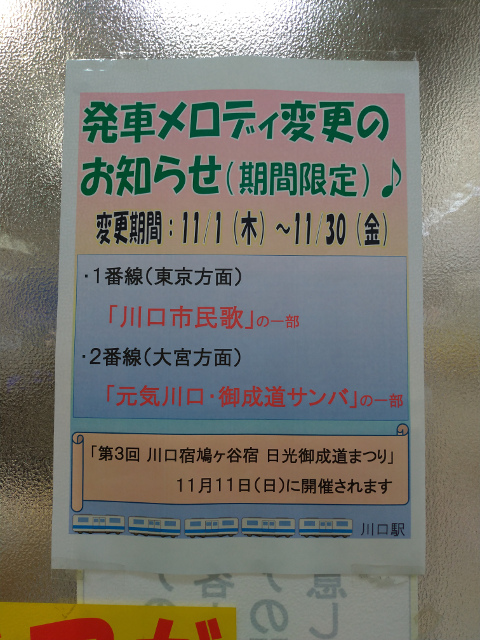 発車メロディ変更の
お知らせ(期間限定)♪
変更期間：11/1(木)～11/30(金)
・1番線(東京方面)
「川口市民歌」の一部
・2番線(大宮方面)
「元気川口・御成道サンバ」の一部
「第3回 川口宿鳩ヶ谷宿 日光御成道まつり」
11月11日(日)に開催されます
川口駅